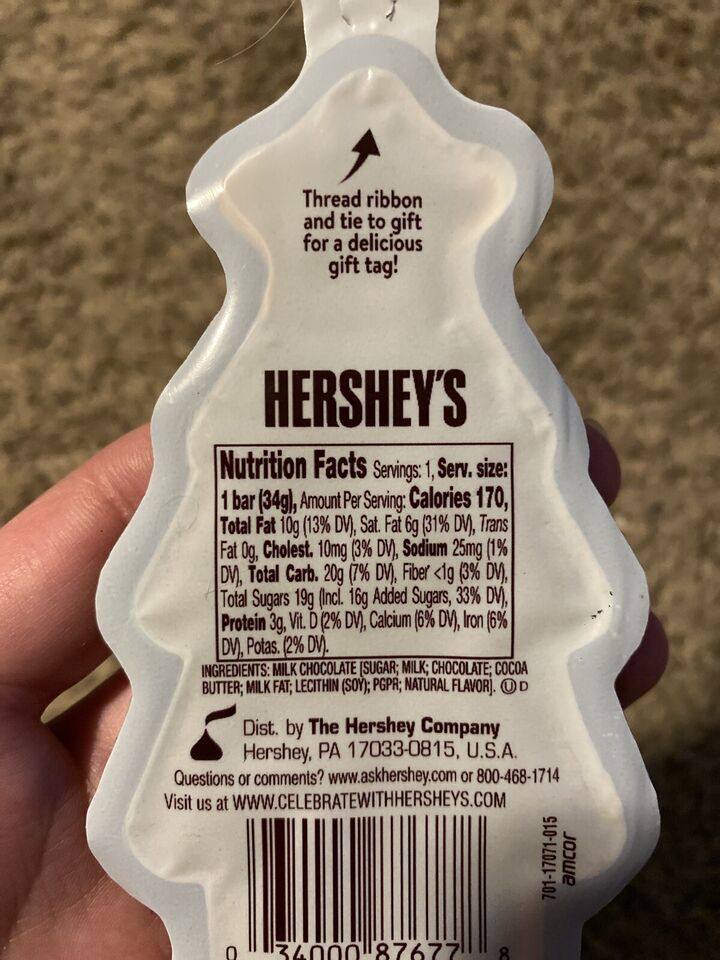 Thread ribbon
and tie to gift
for a delicious
gift tag!
HERSHEY'S
Nutrition Facts Servings: 1, Serv. size:
1 bar (34g), Amount Per Serving: Calories 170,
Total Fat 10g (13% DV), Sat. Fat 6g (31% DV), Trans
Fat 0g, Cholest. 10mg (3% DV), Sodium 25mg (1%
DV), Total Carb. 20g (7% DV), Fiber <1g (3% DV),
Total Sugars 19g (Incl. 16g Added Sugars, 33% DV),
Protein 3g, Vit. D (2% DV), Calcium (6% DV), Iron (6%
DV), Potas. (2% DV).
INGREDIENTS: MILK CHOCOLATE [SUGAR; MILK; CHOCOLATE; COCOA
BUTTER; MILK FAT; LECITHIN (SOY); PGPR; NATURAL FLAVOR]. Ⓤ D
Dist. by The Hershey Company
Hershey, PA 17033-0815, U.S.A.
Questions or comments? www.askhershey.com or 800-468-1714
Visit us at WWW.CELEBRATEWITHHERSHEYS.COM
701-17071-015
amcor
0 34000 87677 8